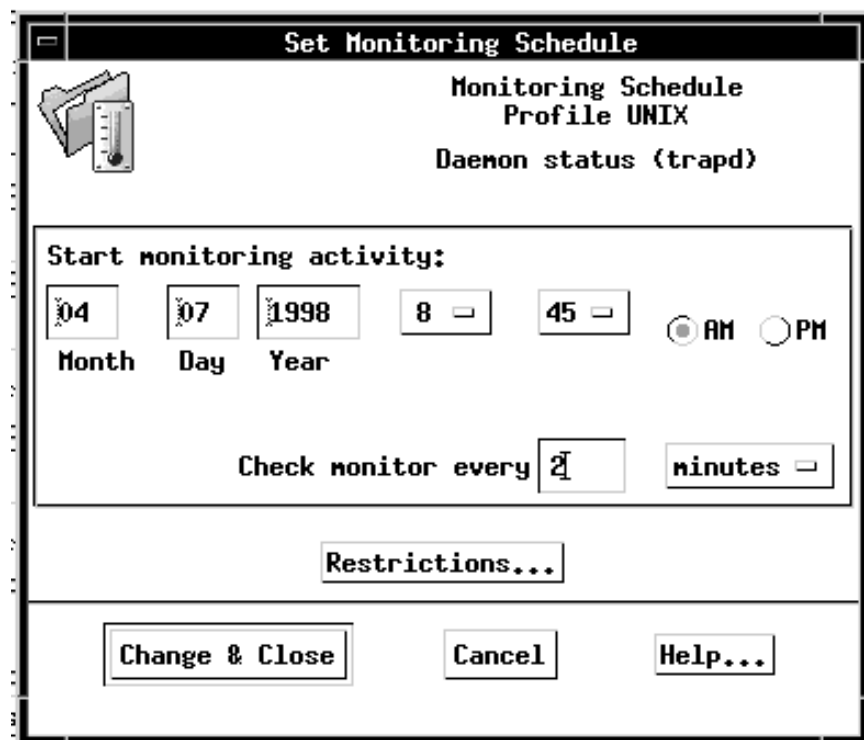 Set Monitoring Schedule
Monitoring Schedule
Profile UNIX
Daemon status (trapd)
Start monitoring activity:
04 07 1998 8 45 AM PM
Month Day Year
Check monitor every 2 minutes
Restrictions...
Change & Close Cancel Help...